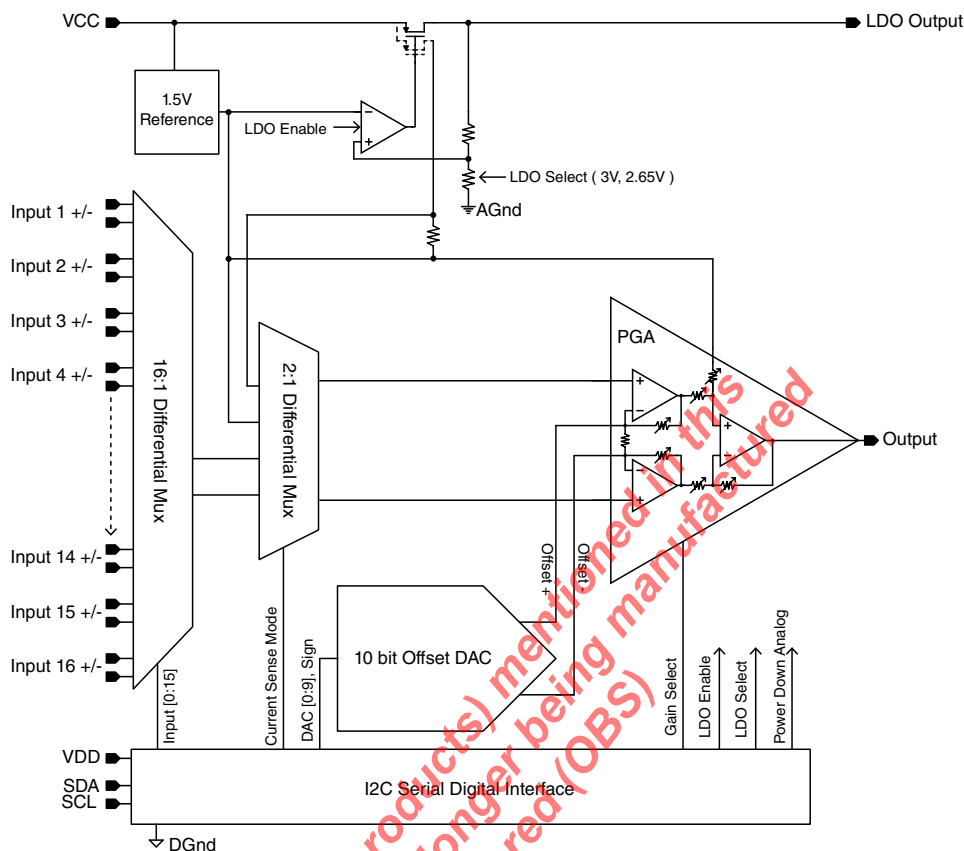 VCC
LDO Output
1.5V
Reference
LDO Enable
LDO Select ( 3V, 2.65V )
AGnd
Input 1 +/-
Input 2 +/-
Input 3 +/-
Input 4 +/-
Input 14 +/-
Input 15 +/-
Input 16 +/-
16:1 Differential Mux
2:1 Differential Mux
PGA
Output
Offset +
Offset -
10 bit Offset DAC
Input [0:15]
Current Sense Mode
DAC [0:9], Sign
Gain Select
LDO Enable
LDO Select
Power Down Analog
VDD
SDA
SCL
I2C Serial Digital Interface
DGnd
roducts) mentioned in this
longer being manufactured
red (OBS)